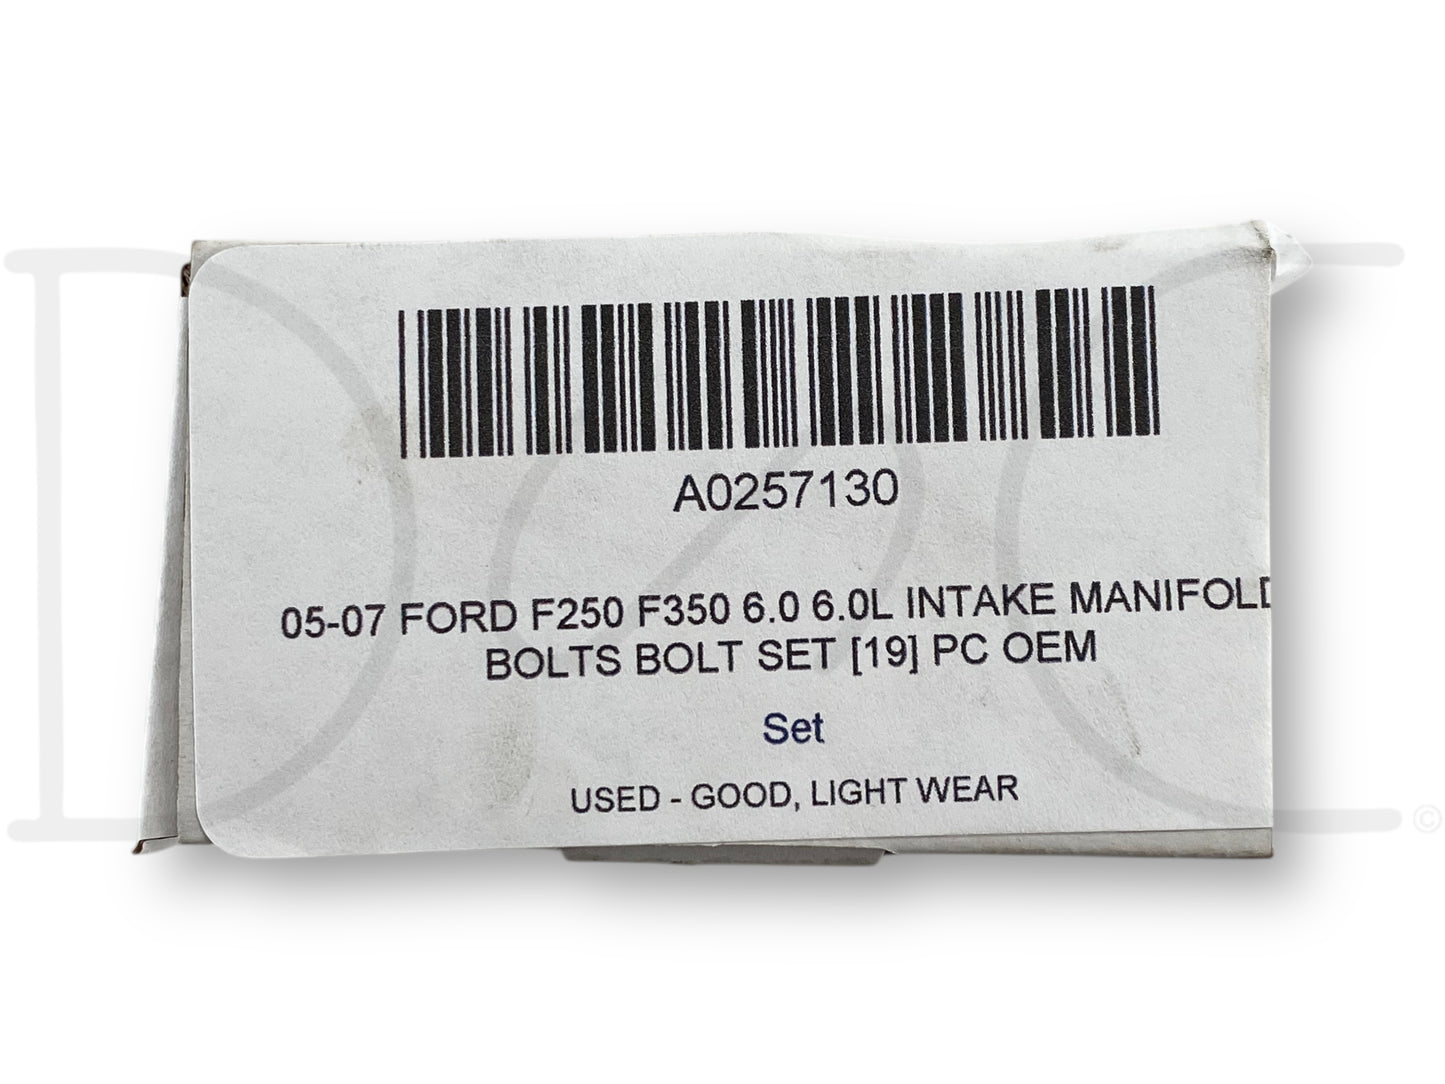 A0257130
05-07 FORD F250 F350 6.0 6.0L INTAKE MANIFOLD
BOLTS BOLT SET [19] PC OEM
Set
USED - GOOD, LIGHT WEAR
©